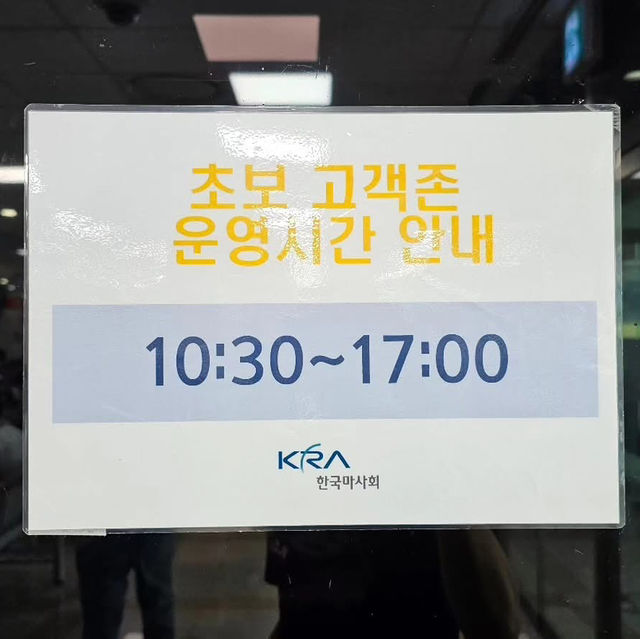 초보 고객존
운영시간 안내
10:30~17:00
KRA
한국마사회